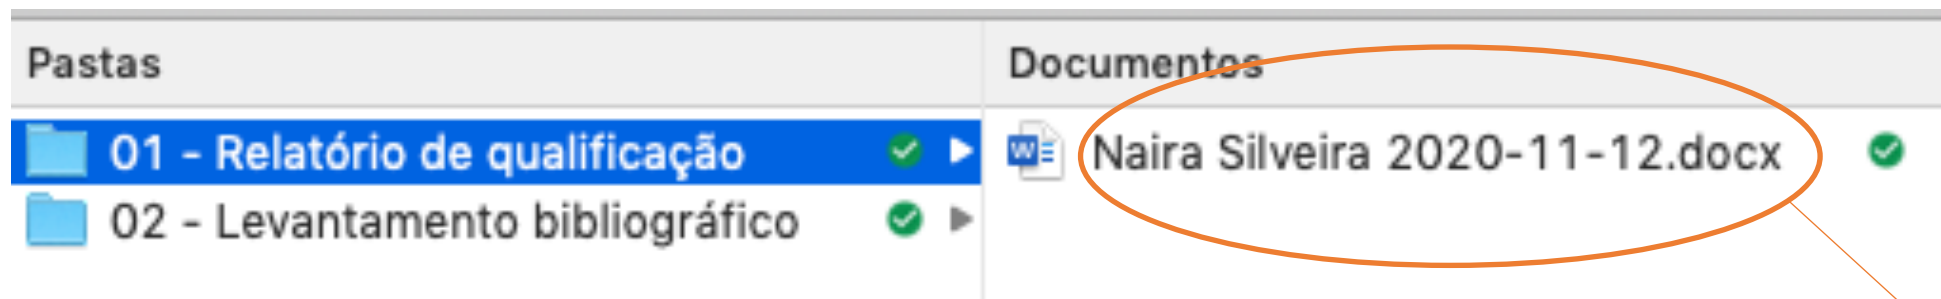 Pastas
Documentos
01 - Relatório de qualificação
Naira Silveira 2020-11-12.docx
02 - Levantamento bibliográfico